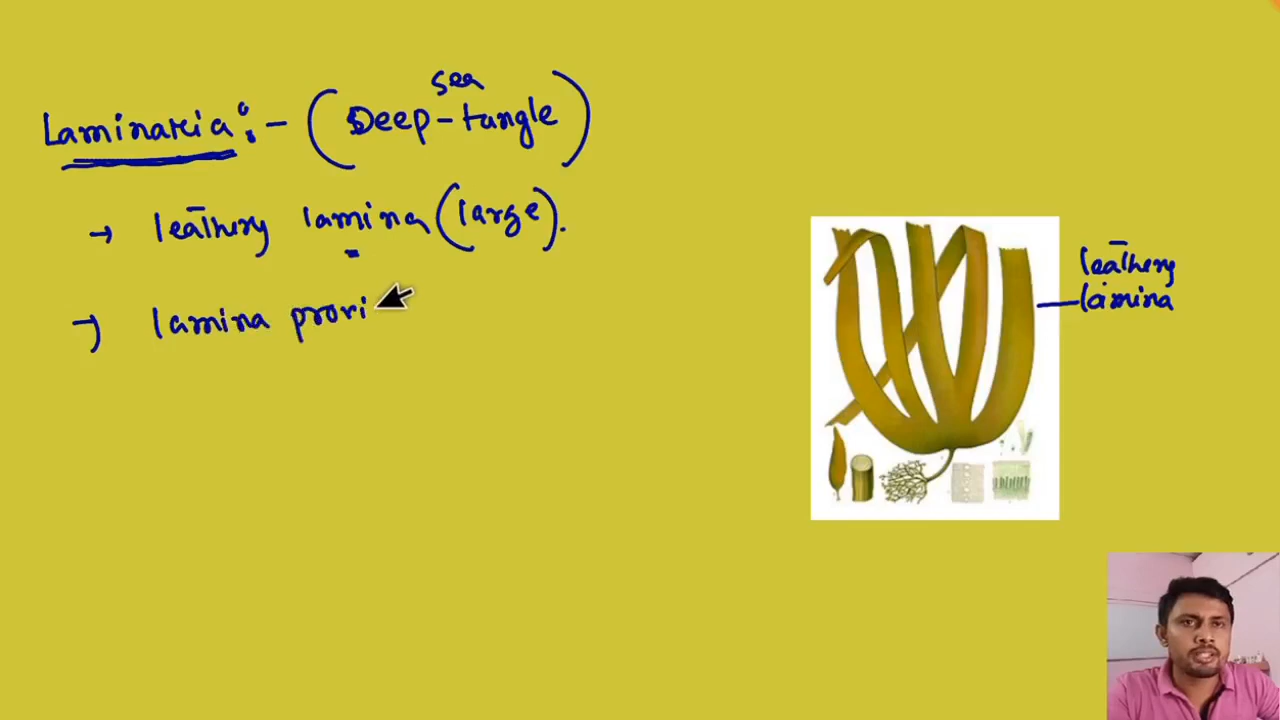 sea
Laminaria :- (Deep-tangle)
→ leathery lamina (large).
→ lamina provi
leathery
lamina